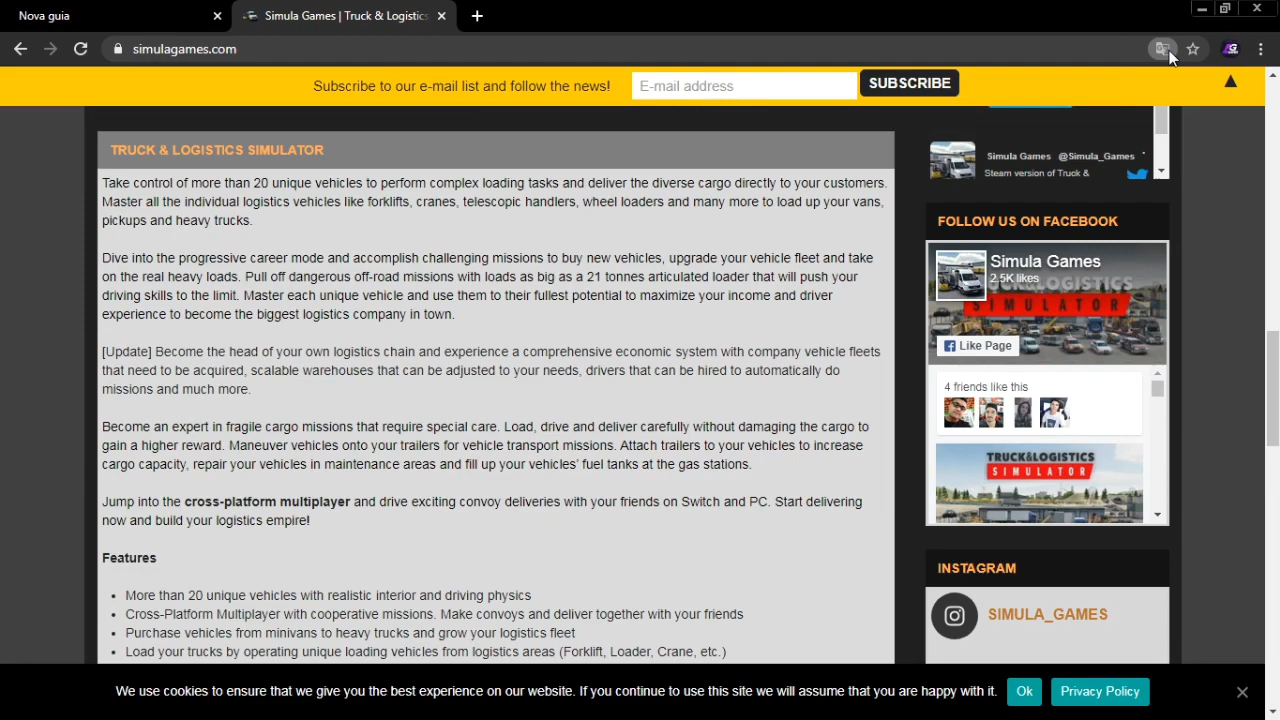 Nova guia
Simula Games | Truck & Logistics
simulagames.com
Subscribe to our e-mail list and follow the news!
E-mail address
SUBSCRIBE
▲
TRUCK & LOGISTICS SIMULATOR
Take control of more than 20 unique vehicles to perform complex loading tasks and deliver the diverse cargo directly to your customers.
Master all the individual logistics vehicles like forklifts, cranes, telescopic handlers, wheel loaders and many more to load up your vans,
pickups and heavy trucks.
Dive into the progressive career mode and accomplish challenging missions to buy new vehicles, upgrade your vehicle fleet and take
on the real heavy loads. Pull off dangerous off-road missions with loads as big as a 21 tonnes articulated loader that will push your
driving skills to the limit. Master each unique vehicle and use them to their fullest potential to maximize your income and driver
experience to become the biggest logistics company in town.
[Update] Become the head of your own logistics chain and experience a comprehensive economic system with company vehicle fleets
that need to be acquired, scalable warehouses that can be adjusted to your needs, drivers that can be hired to automatically do
missions and much more.
Become an expert in fragile cargo missions that require special care. Load, drive and deliver carefully without damaging the cargo to
gain a higher reward. Maneuver vehicles onto your trailers for vehicle transport missions. Attach trailers to your vehicles to increase
cargo capacity, repair your vehicles in maintenance areas and fill up your vehicles' fuel tanks at the gas stations.
Jump into the cross-platform multiplayer and drive exciting convoy deliveries with your friends on Switch and PC. Start delivering
now and build your logistics empire!
Features
• More than 20 unique vehicles with realistic interior and driving physics
• Cross-Platform Multiplayer with cooperative missions. Make convoys and deliver together with your friends
• Purchase vehicles from minivans to heavy trucks and grow your logistics fleet
• Load your trucks by operating unique loading vehicles from logistics areas (Forklift, Loader, Crane, etc.)
Simula Games @Simula_Games
Steam version of Truck &
FOLLOW US ON FACEBOOK
Simula Games
2.5K likes
TRUCK&LOGISTICS
SIMULATOR
Like Page
4 friends like this
TRUCK&LOGISTICS
SIMULATOR
INSTAGRAM
SIMULA_GAMES
We use cookies to ensure that we give you the best experience on our website. If you continue to use this site we will assume that you are happy with it.
Ok
Privacy Policy